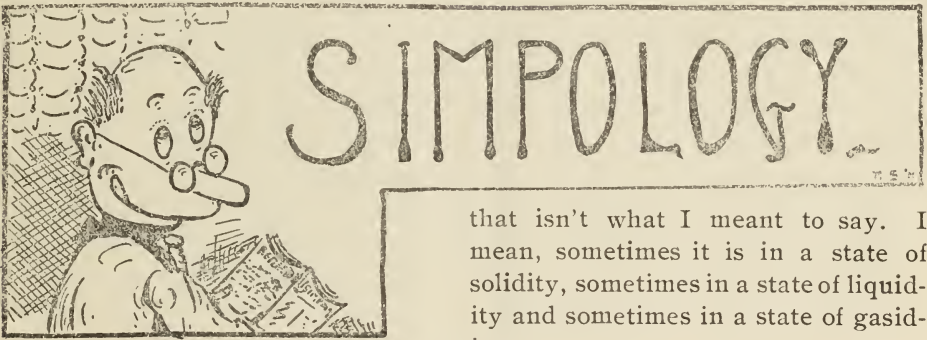 SIMPOLOGY
that isn't what I meant to say. I
mean, sometimes it is in a state of
solidity, sometimes in a state of liquid-
ity and sometimes in a state of gasid-